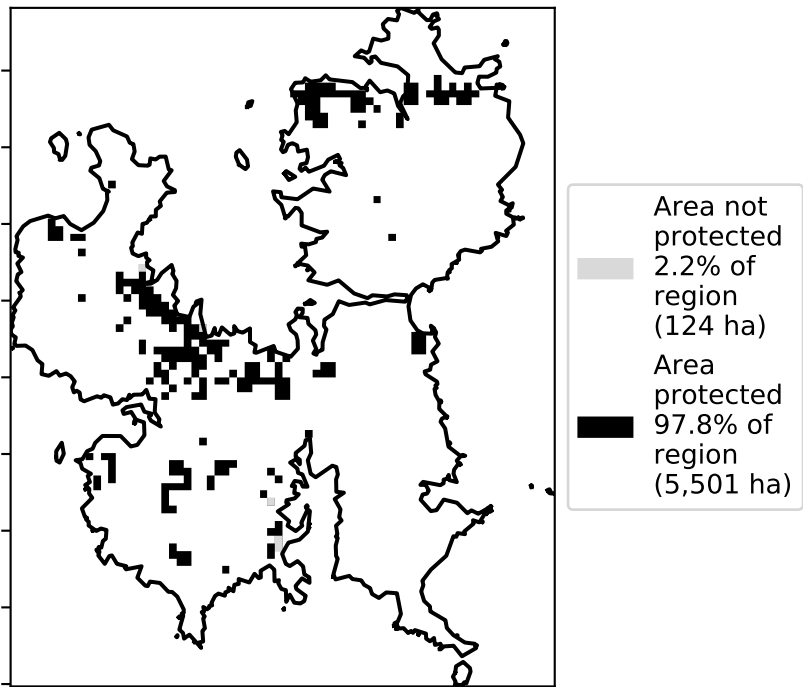 Area not
protected
2.2% of
region
(124 ha)
Area
protected
97.8% of
region
(5,501 ha)